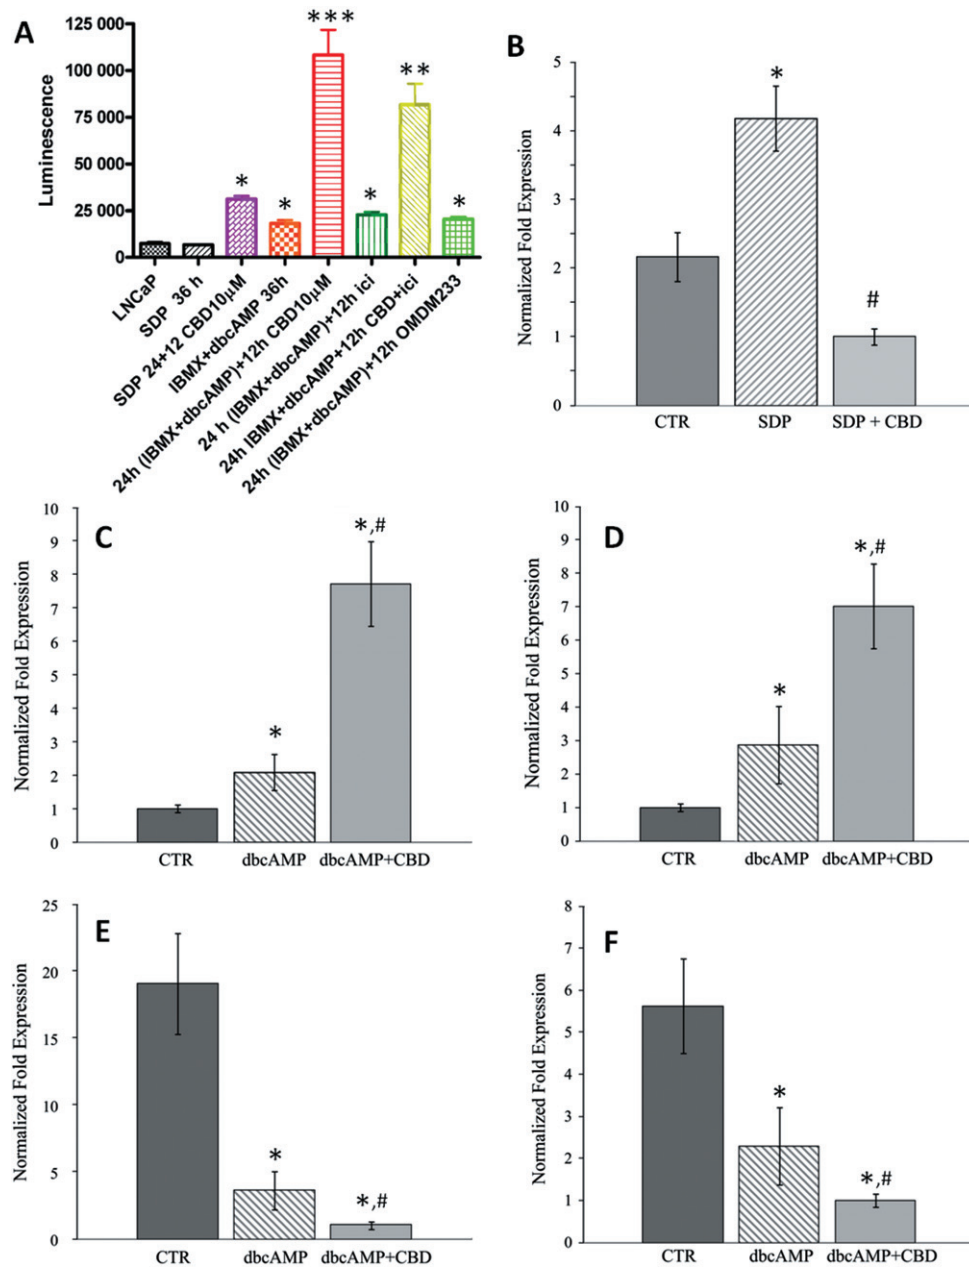 A
Luminescence
125 000
100 000
75 000
50 000
25 000
0
*
*
***
*
**
*
LNCaP
SDP 36 h
SDP 24+12 CBD10µM
IBMX+dbcAMP 36h
24h (IBMX+dbcAMP)+12h CBD10µM
24 h (IBMX+dbcAMP)+12h ici
24h IBMX+dbcAMP+12h CBD+ici
24h (IBMX+dbcAMP)+12h OMDM233
B
Normalized Fold Expression
5
4
3
2
1
0
*
#
CTR
SDP
SDP + CBD
C
Normalized Fold Expression
10
9
8
7
6
5
4
3
2
1
0
*
*,#
CTR
dbcAMP
dbcAMP+CBD
D
Normalized Fold Expression
10
9
8
7
6
5
4
3
2
1
0
*
*,#
CTR
dbcAMP
dbcAMP+CBD
E
Normalized Fold Expression
25
20
15
10
5
0
*
*,#
CTR
dbcAMP
dbcAMP+CBD
F
Normalized Fold Expression
8
7
6
5
4
3
2
1
0
*
*,#
CTR
dbcAMP
dbcAMP+CBD